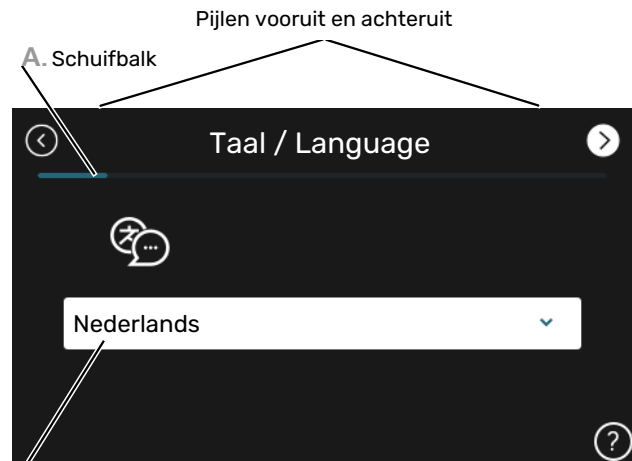 Pijlen vooruit en achteruit
A. Schuifbalk
Taal / Language
Nederlands
?